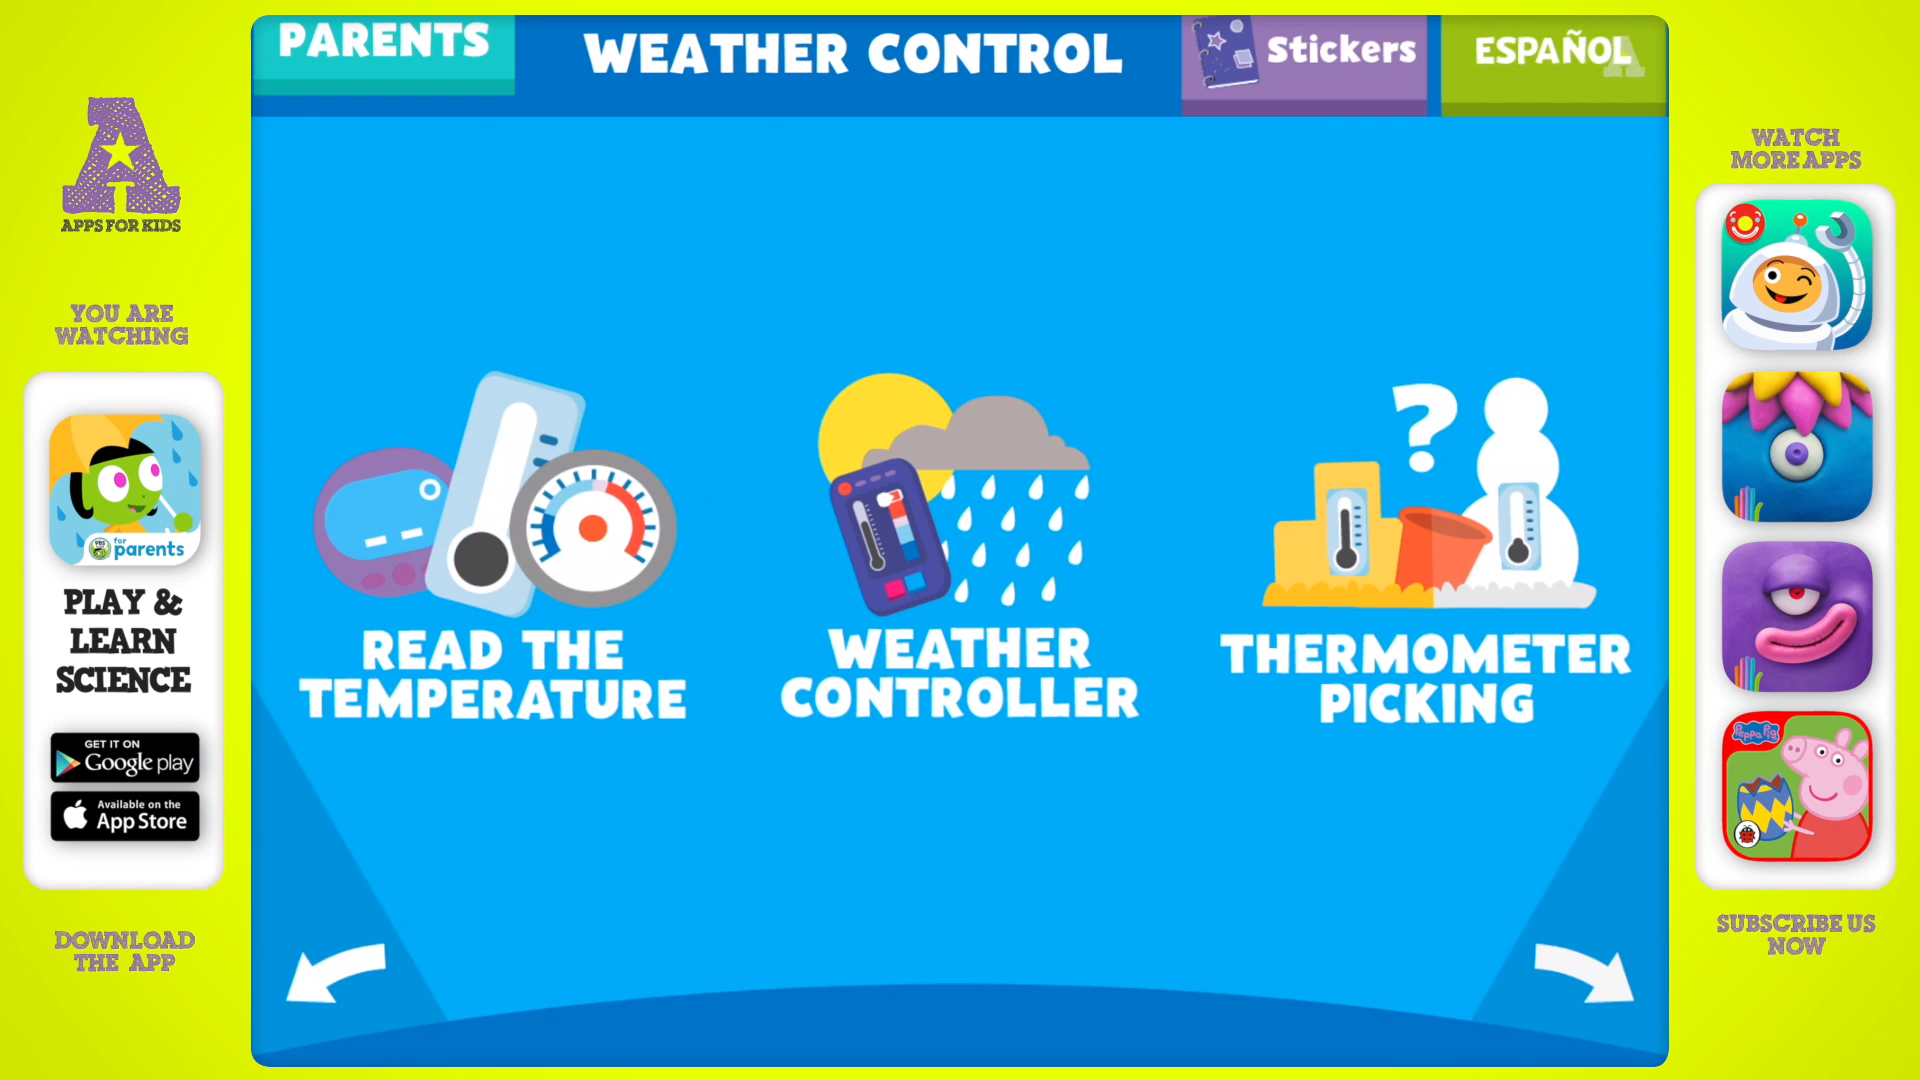 PARENTS
WEATHER CONTROL
Stickers
ESPAÑOL
APPS FOR KIDS
YOU ARE
WATCHING
PBS
for
parents
PLAY &
LEARN
SCIENCE
GET IT ON
Google play
Available on the
App Store
DOWNLOAD
THE APP
READ THE
TEMPERATURE
WEATHER
CONTROLLER
?
THERMOMETER
PICKING
WATCH
MORE APPS
Peppa Pig
SUBSCRIBE US
NOW